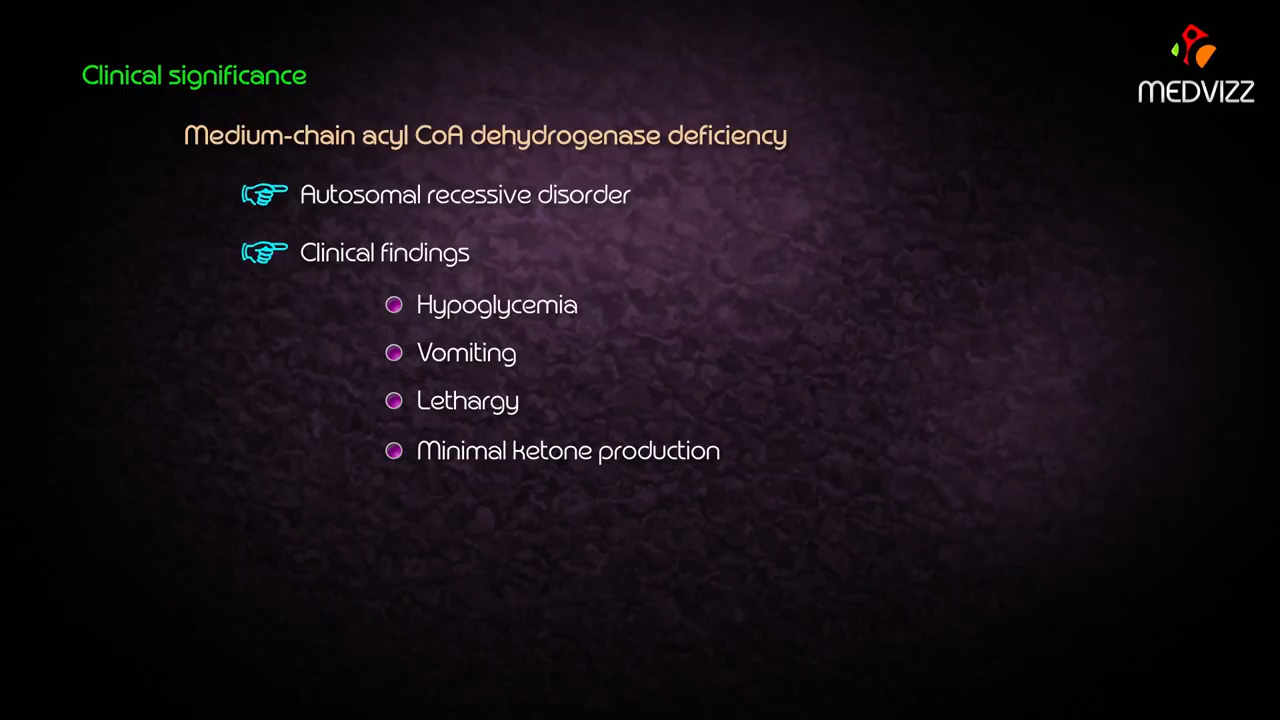 MEDVIZZ
Clinical significance
Medium-chain acyl CoA dehydrogenase deficiency
Autosomal recessive disorder
Clinical findings
Hypoglycemia
Vomiting
Lethargy
Minimal ketone production